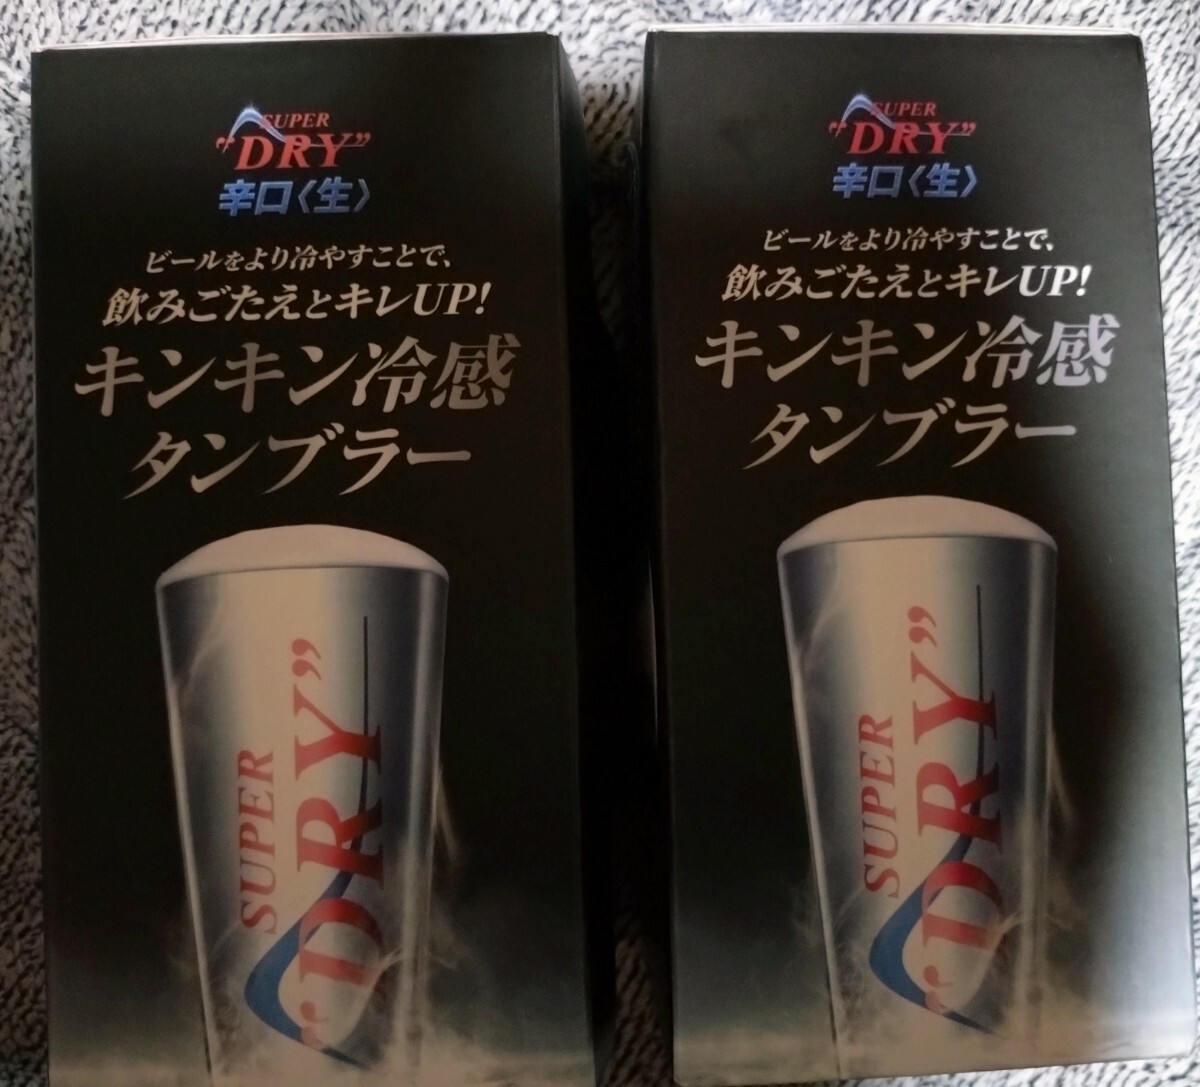 SUPER
"DRY"
辛口〈生〉
ビールをより冷やすことで、
飲みごたえとキレUP!
キンキン冷感
タンブラー
SUPER
"DRY"
SUPER
"DRY"
辛口〈生〉
ビールをより冷やすことで、
飲みごたえとキレUP!
キンキン冷感
タンブラー
SUPER
"DRY"